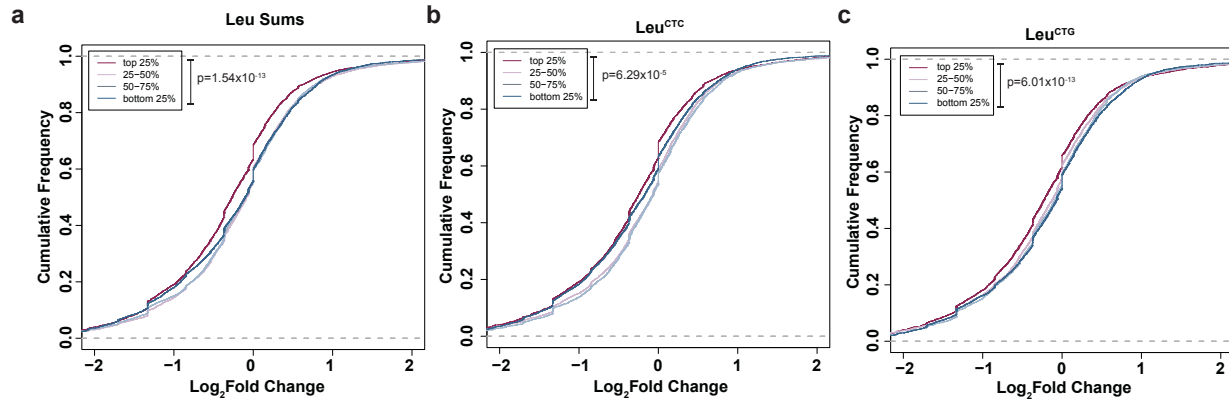 a
Leu Sums
Cumulative Frequency
1.0
0.8
0.6
0.4
0.2
0.0
top 25%
25−50%
50−75%
bottom 25%
p=1.54x10⁻¹³
−2
−1
0
1
2
Log₂Fold Change
b
Leu^CTC
Cumulative Frequency
1.0
0.8
0.6
0.4
0.2
0.0
top 25%
25−50%
50−75%
bottom 25%
p=6.29x10⁻⁵
−2
−1
0
1
2
Log₂Fold Change
c
Leu^CTG
Cumulative Frequency
1.0
0.8
0.6
0.4
0.2
0.0
top 25%
25−50%
50−75%
bottom 25%
p=6.01x10⁻¹³
−2
−1
0
1
2
Log₂Fold Change